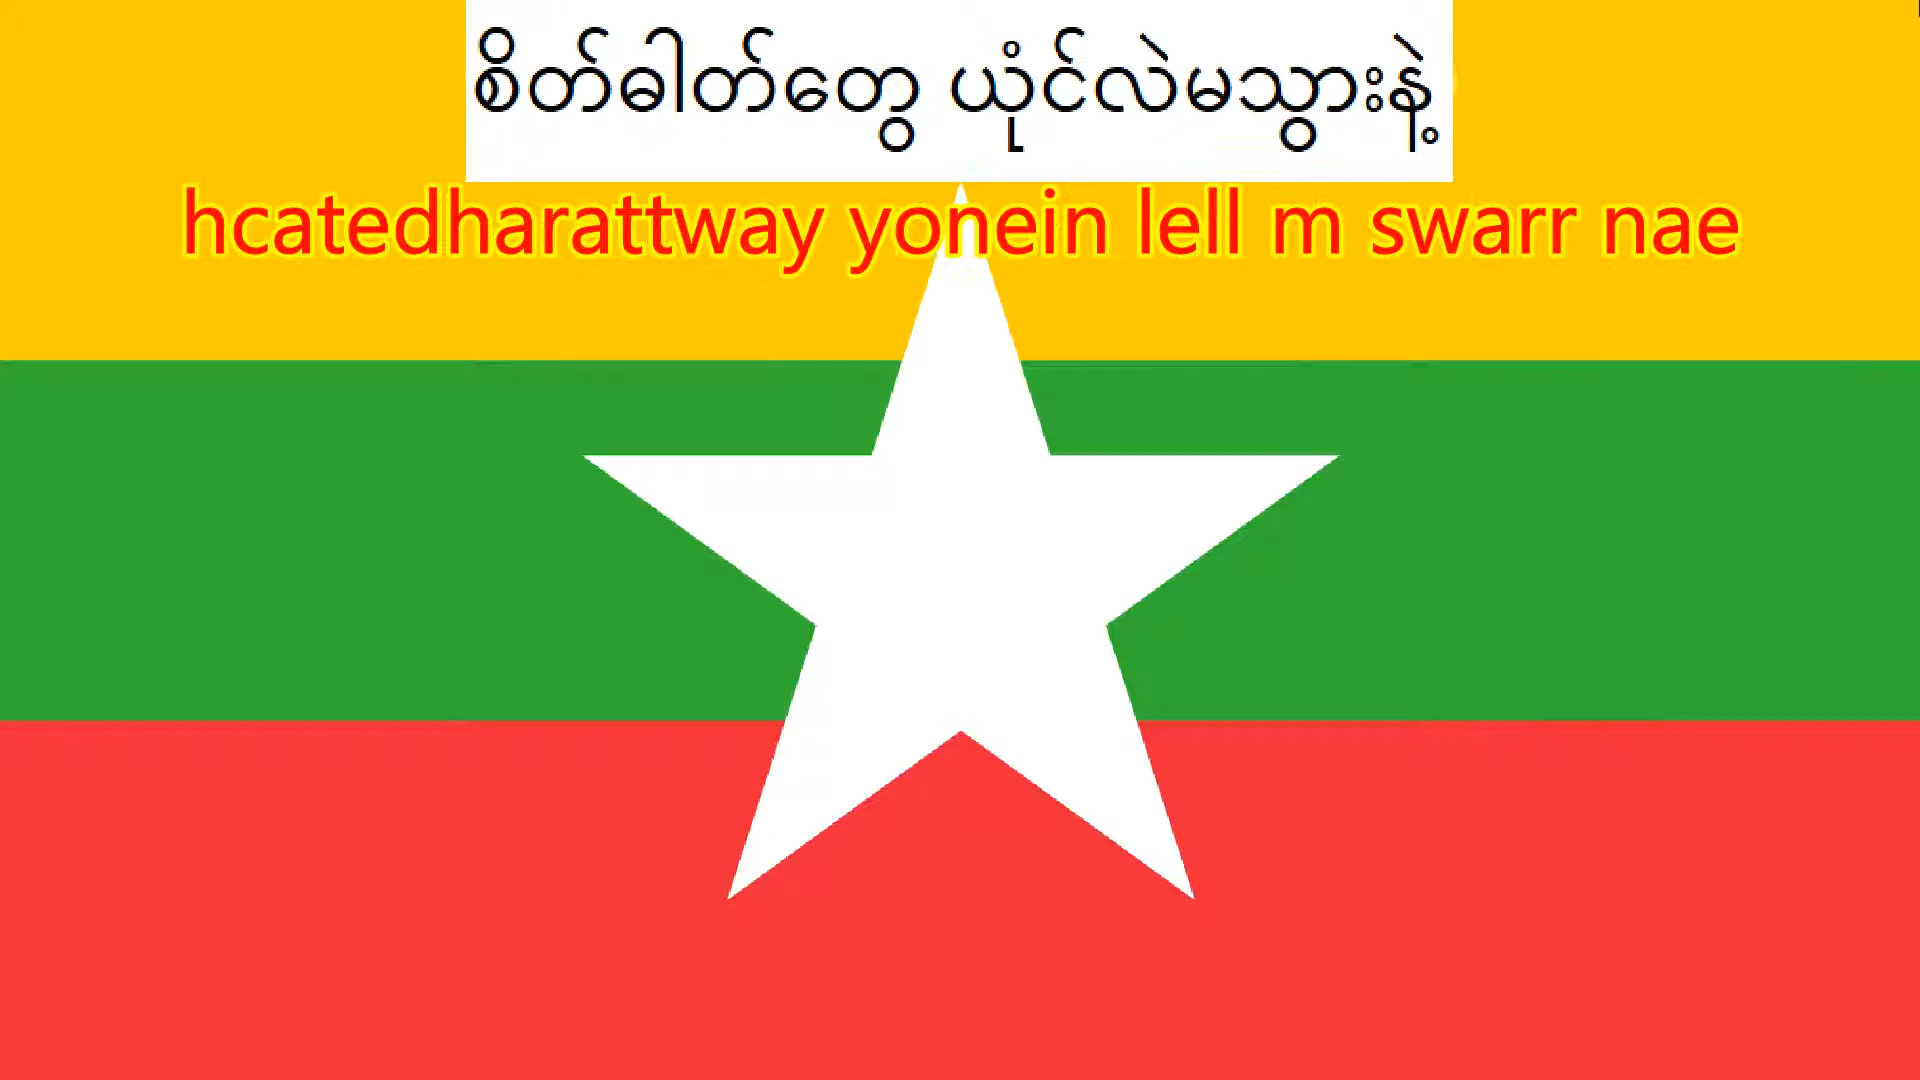 စိတ်ဓါတ်တွေ ယုံင်လဲမသွားနဲ့
hcatedharattway yonein lell m swarr nae